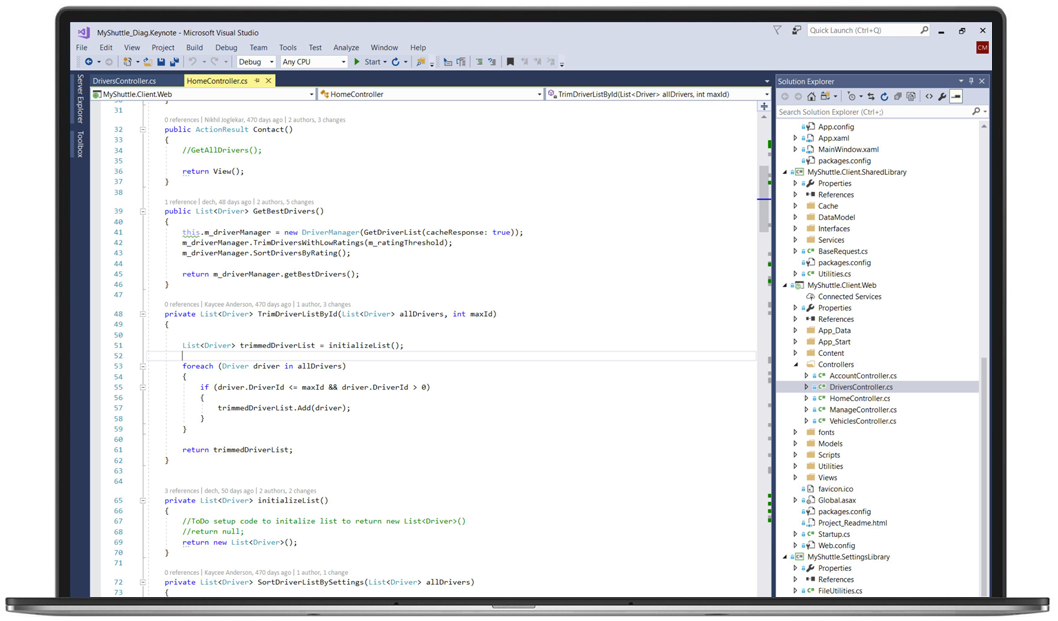 MyShuttle_Diag.Keynote - Microsoft Visual Studio
Quick Launch (Ctrl+Q)
File Edit View Project Build Debug Team Tools Test Analyze Window Help
CM
Debug Any CPU Start
Server Explorer
Toolbox
DriversController.cs HomeController.cs
MyShuttle.Client.Web HomeController TrimDriverListById(List<Driver> allDrivers, int maxId)
31
0 references | Nikhil Joglekar, 470 days ago | 2 authors, 3 changes
32 public ActionResult Contact()
33 {
34 //GetAllDrivers();
35
36 return View();
37 }
38
1 reference | dech, 48 days ago | 2 authors, 5 changes
39 public List<Driver> GetBestDrivers()
40 {
41 this.m_driverManager = new DriverManager(GetDriverList(cacheResponse: true));
42 m_driverManager.TrimDriversWithLowRatings(m_ratingThreshold);
43 m_driverManager.SortDriversByRating();
44
45 return m_driverManager.getBestDrivers();
46 }
47
0 references | Kaycee Anderson, 470 days ago | 1 author, 3 changes
48 private List<Driver> TrimDriverListById(List<Driver> allDrivers, int maxId)
49 {
50
51 List<Driver> trimmedDriverList = initializeList();
52
53 foreach (Driver driver in allDrivers)
54 {
55 if (driver.DriverId <= maxId && driver.DriverId > 0)
56 {
57 trimmedDriverList.Add(driver);
58 }
59 }
60
61 return trimmedDriverList;
62 }
63
64
3 references | dech, 50 days ago | 2 authors, 2 changes
65 private List<Driver> initializeList()
66 {
67 //ToDo setup code to initalize list to return new List<Driver>()
68 //return null;
69 return new List<Driver>();
70 }
71
0 references | Kaycee Anderson, 470 days ago | 1 author, 1 change
72 private List<Driver> SortDriverListBySettings(List<Driver> allDrivers)
73 {
Solution Explorer
Search Solution Explorer (Ctrl+;)
App.config
App.xaml
MainWindow.xaml
packages.config
MyShuttle.Client.SharedLibrary
Properties
References
Cache
DataModel
Interfaces
Services
BaseRequest.cs
packages.config
Utilities.cs
MyShuttle.Client.Web
Connected Services
Properties
References
App_Data
App_Start
Content
Controllers
AccountController.cs
DriversController.cs
HomeController.cs
ManageController.cs
VehiclesController.cs
fonts
Models
Scripts
Utilities
Views
favicon.ico
Global.asax
packages.config
Project_Readme.html
Startup.cs
Web.config
MyShuttle.SettingsLibrary
Properties
References
FileUtilities.cs